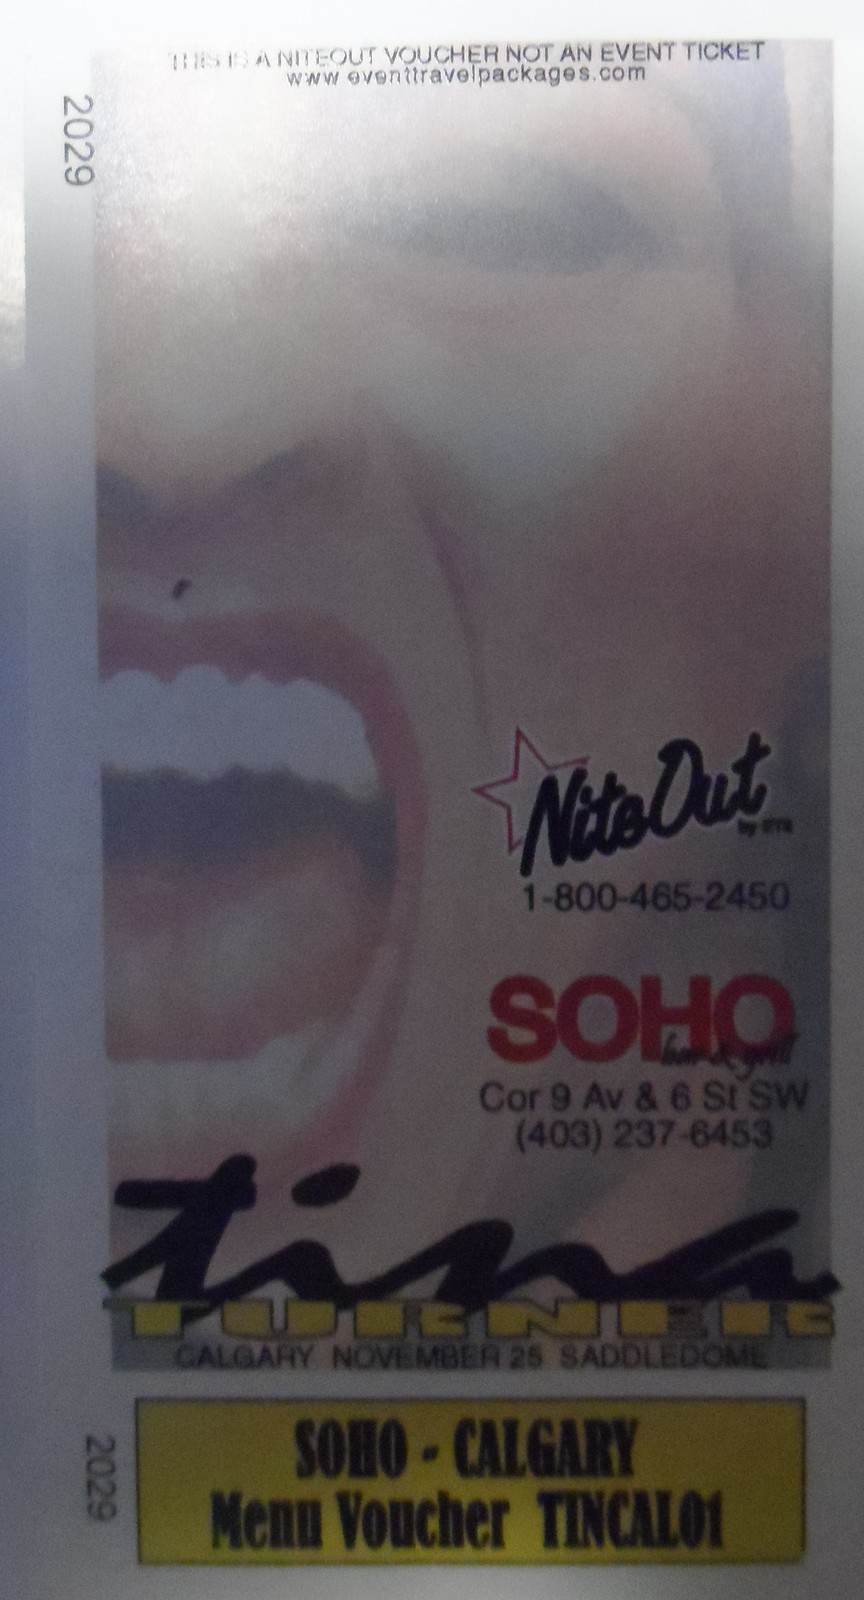 THIS IS A NITEOUT VOUCHER NOT AN EVENT TICKET
www eventtravelpackages.com
2029
NiteOut
1-800-465-2450
SOHO
bar & grill
Cor 9 Av & 6 St SW
(403) 237-6453
tina
TURNER
CALGARY NOVEMBER 25 SADDLEDOME
2029
SOHO - CALGARY
Menu Voucher TINCAL01